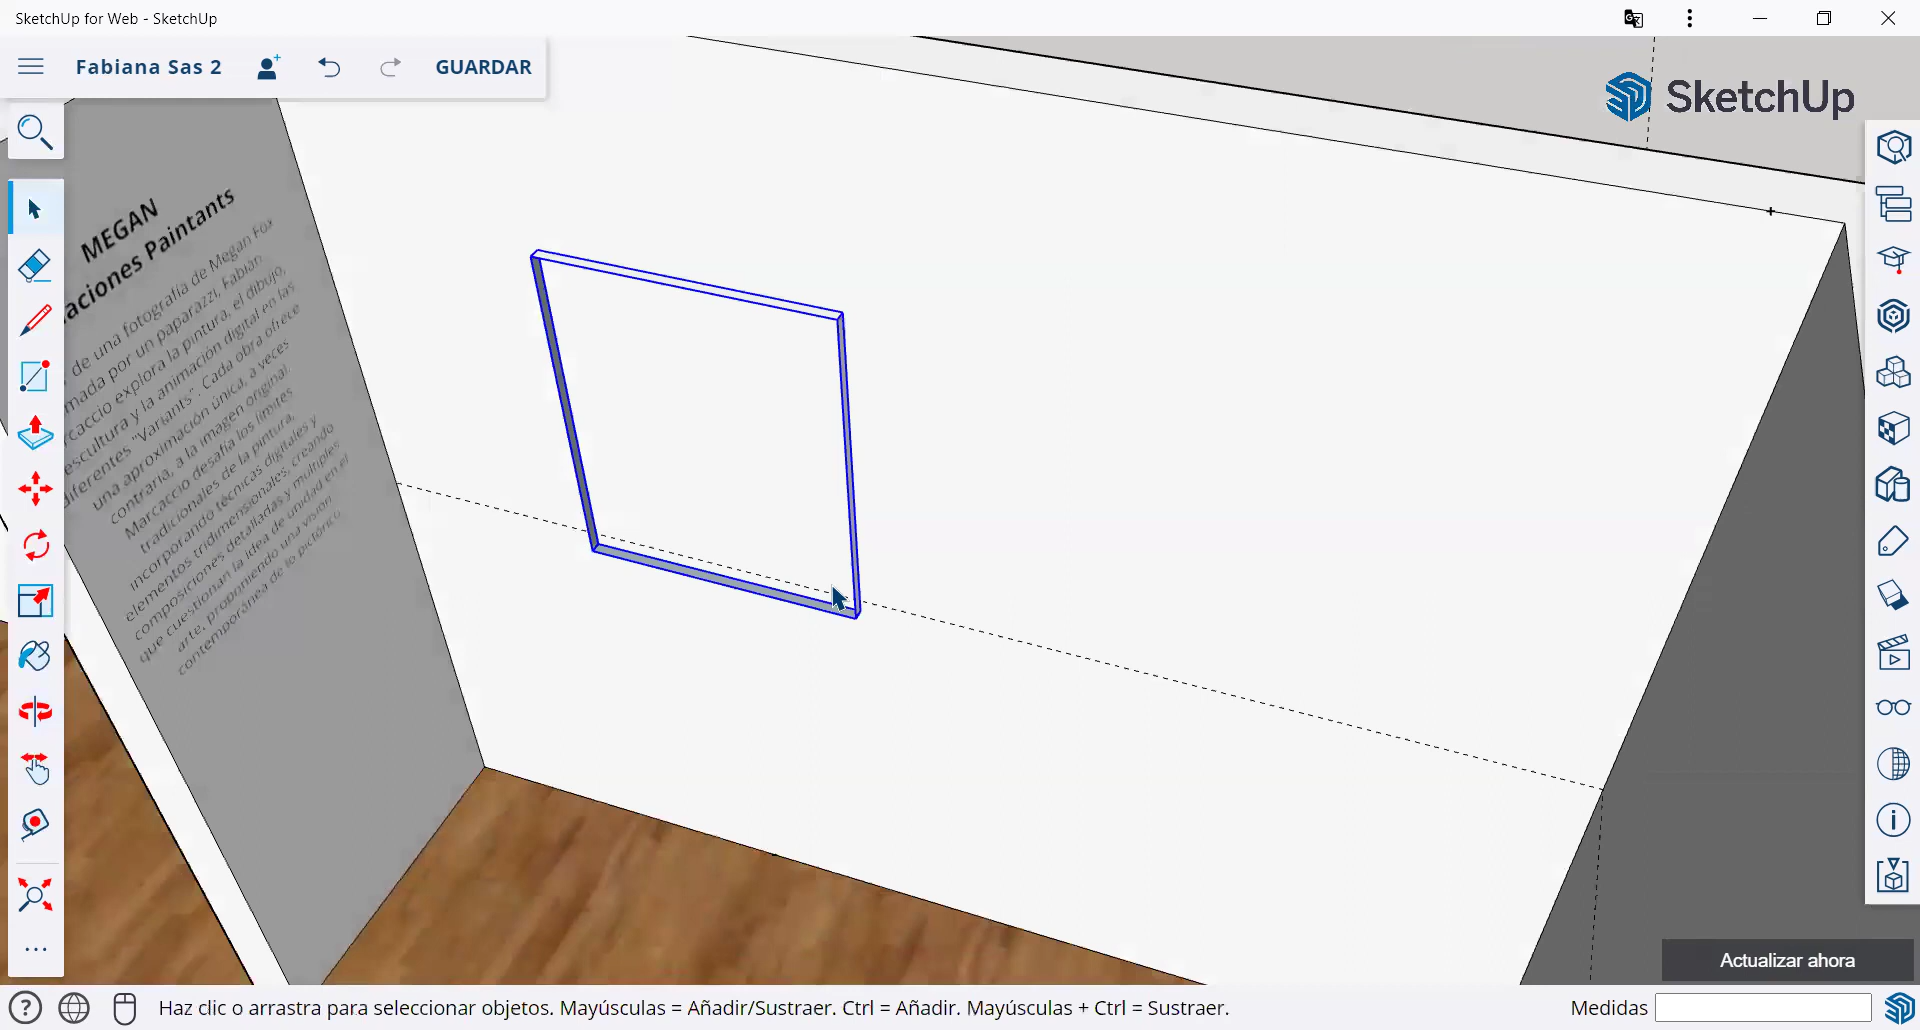 SketchUp for Web - SketchUp
Fabiana Sas 2
GUARDAR
SketchUp
MEGAN
aciones Paintants
de una fotografía de Megan Fox
mada por un paparazzi, Fabián
rcaccio explora la pintura, el dibujo,
escultura y la animación digital en las
diferentes "Variants". Cada obra ofrece
una aproximación única, a veces
contraria, a la imagen original.
Marcaccio desafía los límites
tradicionales de la pintura,
incorporando técnicas digitales y
elementos tridimensionales, creando
composiciones detalladas y múltiples
que cuestionan la idea de unidad en el
arte, proponiendo una visión
contemporánea de lo pictórico.
Actualizar ahora
Haz clic o arrastra para seleccionar objetos. Mayúsculas = Añadir/Sustraer. Ctrl = Añadir. Mayúsculas + Ctrl = Sustraer.
Medidas